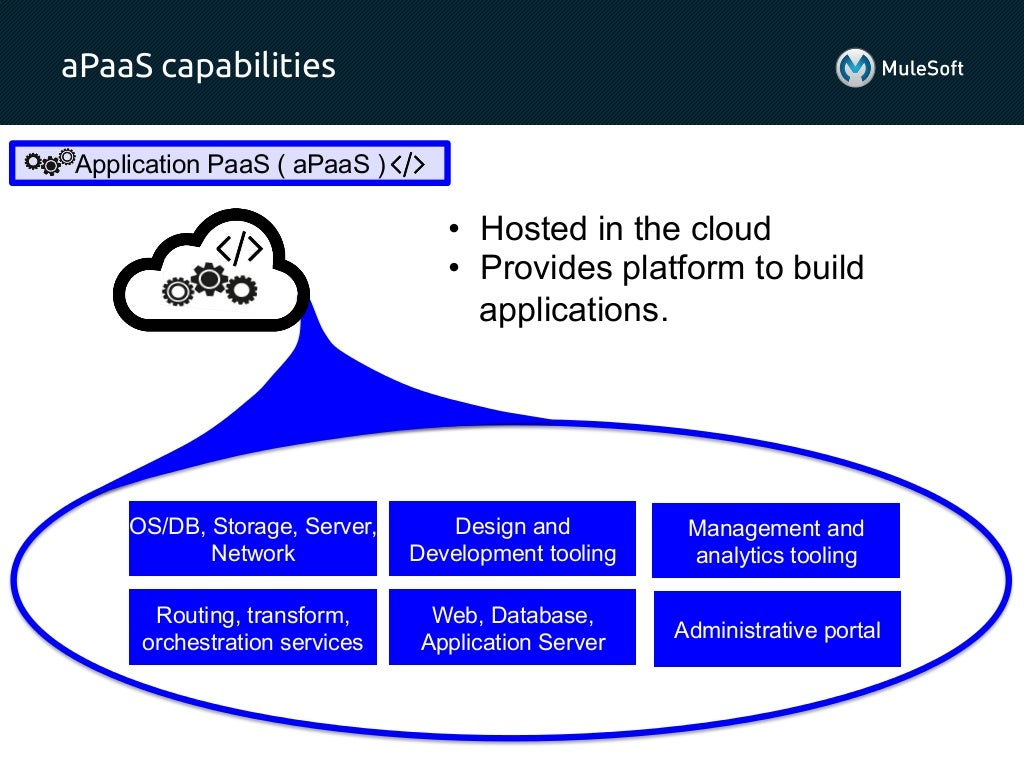 aPaaS capabilities
MuleSoft
Application PaaS ( aPaaS ) </>
</>
• Hosted in the cloud
• Provides platform to build
applications.
OS/DB, Storage, Server,
Network
Design and
Development tooling
Management and
analytics tooling
Routing, transform,
orchestration services
Web, Database,
Application Server
Administrative portal